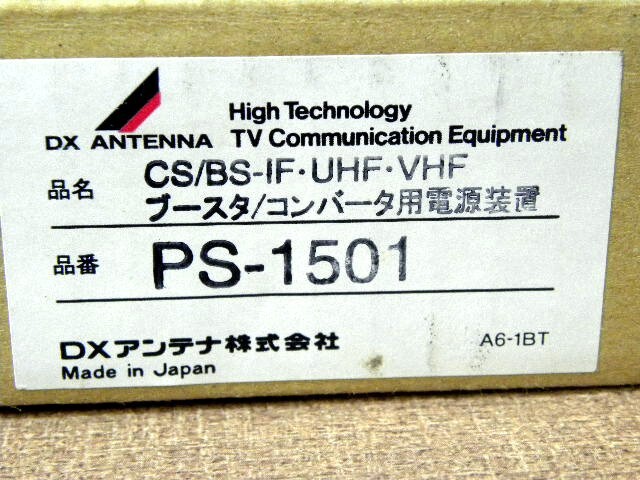 DX ANTENNA
High Technology
TV Communication Equipment
品名
CS/BS-IF・UHF・VHF
ブースタ/コンバータ用電源装置
品番
PS-1501
DXアンテナ株式会社
Made in Japan
A6-1BT